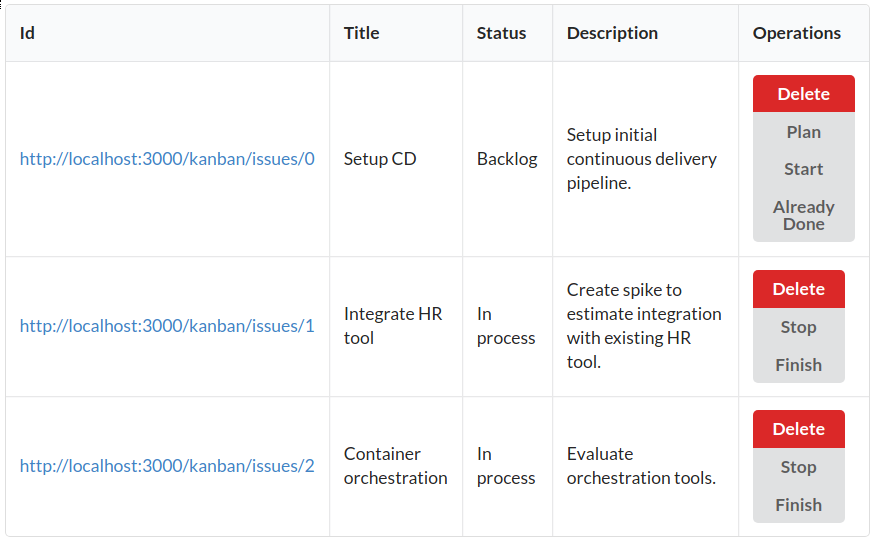 Id Title Status Description Operations
http://localhost:3000/kanban/issues/0
Setup CD
Backlog
Setup initial
continuous delivery
pipeline.
Delete
Plan
Start
Already
Done
http://localhost:3000/kanban/issues/1
Integrate HR
tool
In
process
Create spike to
estimate integration
with existing HR
tool.
Delete
Stop
Finish
http://localhost:3000/kanban/issues/2
Container
orchestration
In
process
Evaluate
orchestration tools.
Delete
Stop
Finish